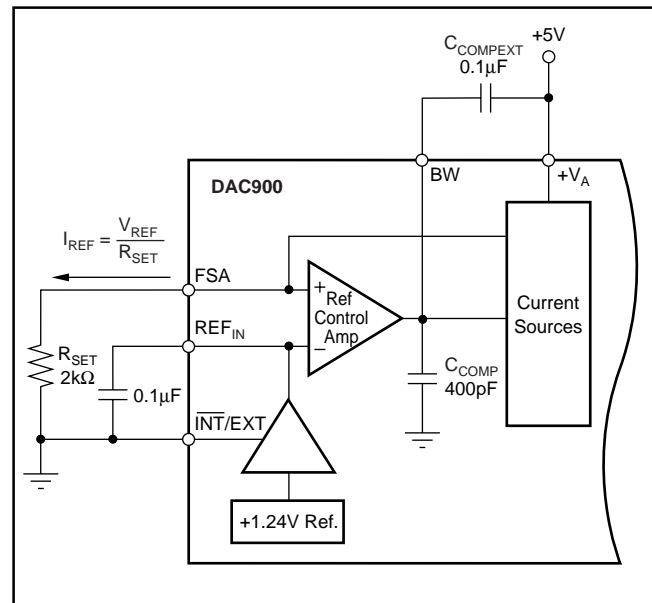 C_COMPEXT
0.1µF
+5V
DAC900
BW
+V_A
I_REF = V_REF / R_SET
FSA
+
Ref
Control
Amp
–
Current
Sources
REF_IN
R_SET
2kΩ
0.1µF
C_COMP
400pF
I̅N̅T̅/EXT
+1.24V Ref.